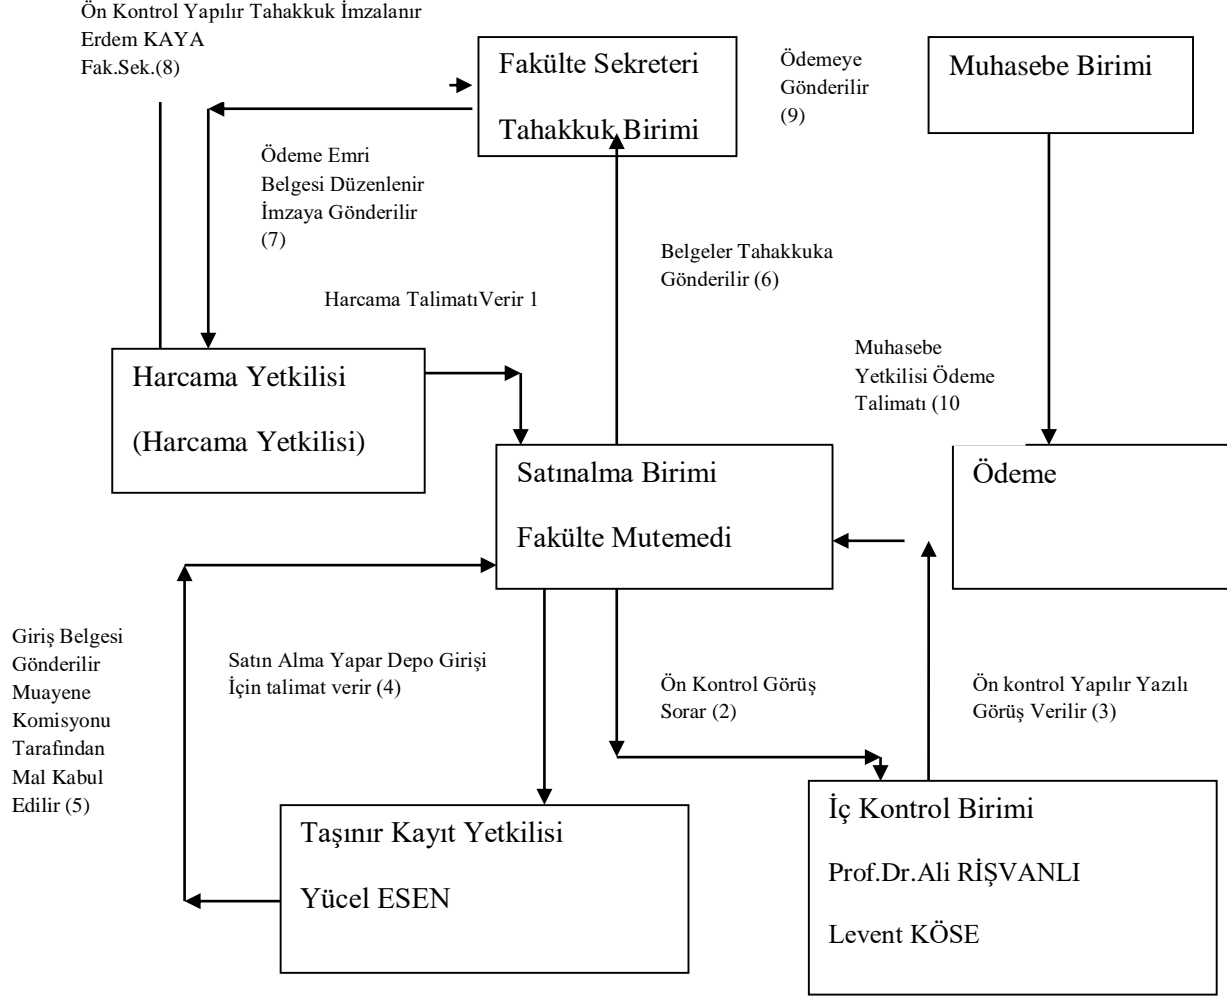 Ön Kontrol Yapılır Tahakkuk İmzalanır
Erdem KAYA
Fak.Sek.(8)
Fakülte Sekreteri
Tahakkuk Birimi
Ödemeye
Gönderilir
(9)
Muhasebe Birimi
Ödeme Emri
Belgesi Düzenlenir
İmzaya Gönderilir
(7)
Belgeler Tahakkuka
Gönderilir (6)
Harcama TalimatıVerir 1
Harcama Yetkilisi
(Harcama Yetkilisi)
Muhasebe
Yetkilisi Ödeme
Talimatı (10
Satınalma Birimi
Fakülte Mutemedi
Ödeme
Giriş Belgesi
Gönderilir
Muayene
Komisyonu
Tarafından
Mal Kabul
Edilir (5)
Satın Alma Yapar Depo Girişi
İçin talimat verir (4)
Ön Kontrol Görüş
Sorar (2)
Ön kontrol Yapılır Yazılı
Görüş Verilir (3)
Taşınır Kayıt Yetkilisi
Yücel ESEN
İç Kontrol Birimi
Prof.Dr.Ali RİŞVANLI
Levent KÖSE